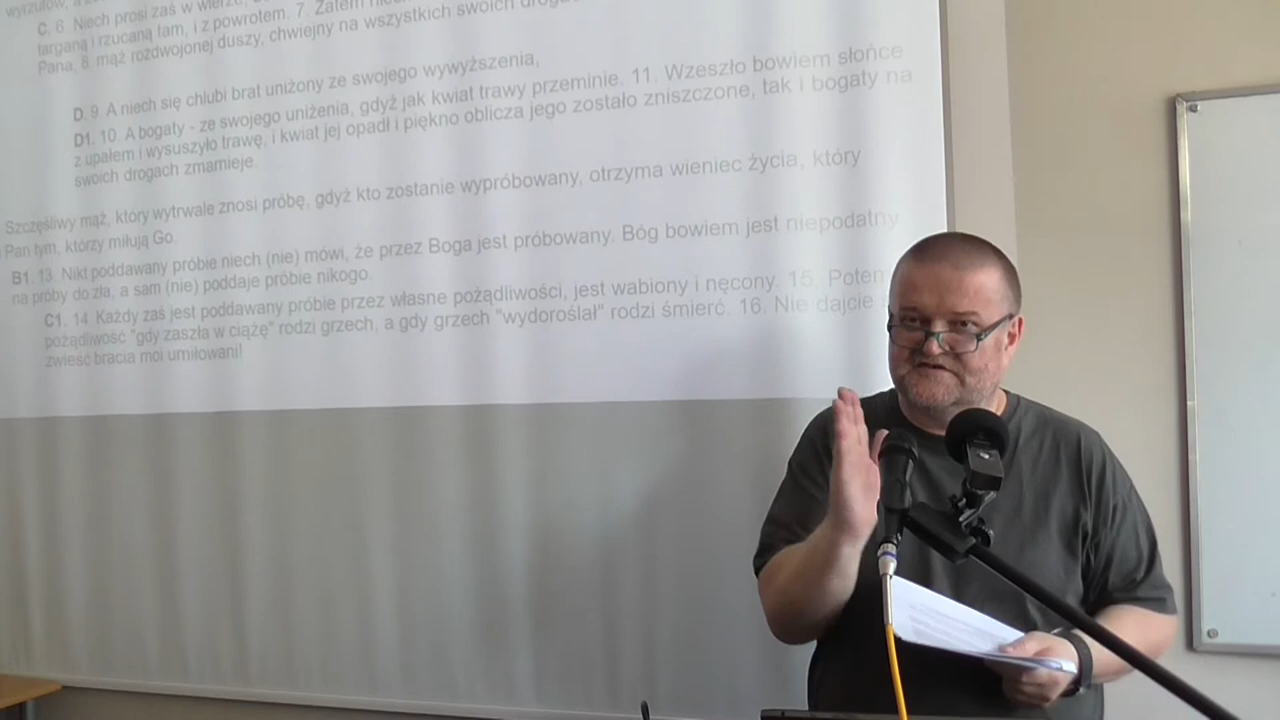 wyrzutów, a
C. 6. Niech prosi zaś w wierze,
targaną i rzucaną tam, i z powrotem. 7. Zatem
Pana, 8. mąż rozdwojonej duszy, chwiejny na wszystkich swoich
D. 9. A niech się chlubi brat uniżony ze swojego wywyższenia,
D1. 10. A bogaty - ze swojego uniżenia, gdyż jak kwiat trawy przeminie. 11. Wzeszło bowiem słońce
z upałem i wysuszyło trawę, i kwiat jej opadł i piękno oblicza jego zostało zniszczone, tak i bogaty na
swoich drogach zmarnieje.
Szczęśliwy mąż, który wytrwale znosi próbę, gdyż kto zostanie wypróbowany, otrzyma wieniec życia, który
Pan tym, którzy miłują Go.
B1. 13. Nikt poddawany próbie niech (nie) mówi, że przez Boga jest próbowany. Bóg bowiem jest niepodatny
na próby do zła, a sam (nie) poddaje próbie nikogo.
C1. 14. Każdy zaś jest poddawany próbie przez własne pożądliwości, jest wabiony i nęcony. 15. Potem
pożądliwość "gdy zaszła w ciążę" rodzi grzech, a gdy grzech "wydoroślał" rodzi śmierć. 16. Nie dajcie
zwieść bracia moi umiłowani!